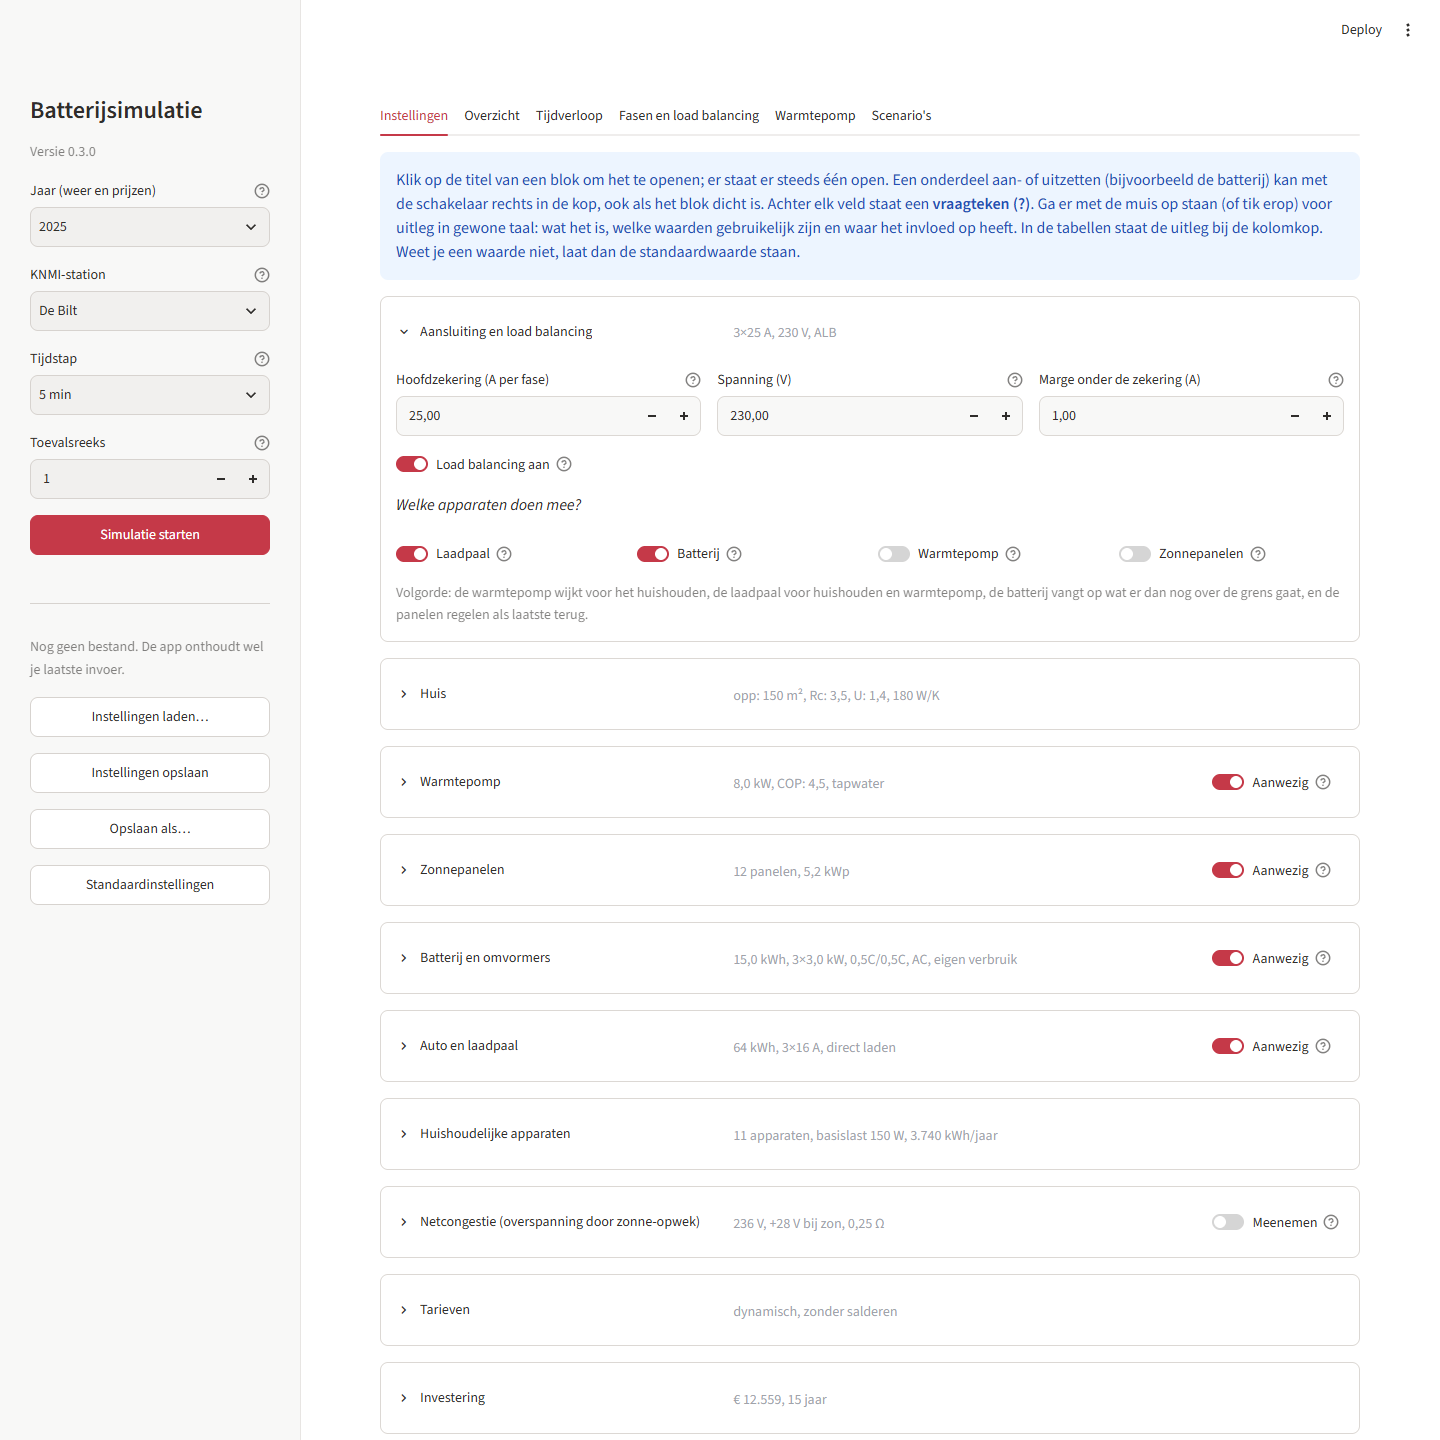 Deploy
Batterijsimulatie
Versie 0.3.0
Jaar (weer en prijzen)
2025
KNMI-station
De Bilt
Tijdstap
5 min
Toevalsreeks
1
Simulatie starten
Nog geen bestand. De app onthoudt wel
je laatste invoer.
Instellingen laden…
Instellingen opslaan
Opslaan als…
Standaardinstellingen
Instellingen Overzicht Tijdverloop Fasen en load balancing Warmtepomp Scenario's
Klik op de titel van een blok om het te openen; er staat er steeds één open. Een onderdeel aan- of uitzetten (bijvoorbeeld de batterij) kan met
de schakelaar rechts in de kop, ook als het blok dicht is. Achter elk veld staat een vraagteken (?). Ga er met de muis op staan (of tik erop) voor
uitleg in gewone taal: wat het is, welke waarden gebruikelijk zijn en waar het invloed op heeft. In de tabellen staat de uitleg bij de kolomkop.
Weet je een waarde niet, laat dan de standaardwaarde staan.
Aansluiting en load balancing 3×25 A, 230 V, ALB
Hoofdzekering (A per fase) Spanning (V) Marge onder de zekering (A)
25,00 230,00 1,00
Load balancing aan
Welke apparaten doen mee?
Laadpaal Batterij Warmtepomp Zonnepanelen
Volgorde: de warmtepomp wijkt voor het huishouden, de laadpaal voor huishouden en warmtepomp, de batterij vangt op wat er dan nog over de grens gaat, en de
panelen regelen als laatste terug.
Huis opp: 150 m², Rc: 3,5, U: 1,4, 180 W/K
Warmtepomp 8,0 kW, COP: 4,5, tapwater Aanwezig
Zonnepanelen 12 panelen, 5,2 kWp Aanwezig
Batterij en omvormers 15,0 kWh, 3×3,0 kW, 0,5C/0,5C, AC, eigen verbruik Aanwezig
Auto en laadpaal 64 kWh, 3×16 A, direct laden Aanwezig
Huishoudelijke apparaten 11 apparaten, basislast 150 W, 3.740 kWh/jaar
Netcongestie (overspanning door zonne-opwek) 236 V, +28 V bij zon, 0,25 Ω Meenemen
Tarieven dynamisch, zonder salderen
Investering € 12.559, 15 jaar